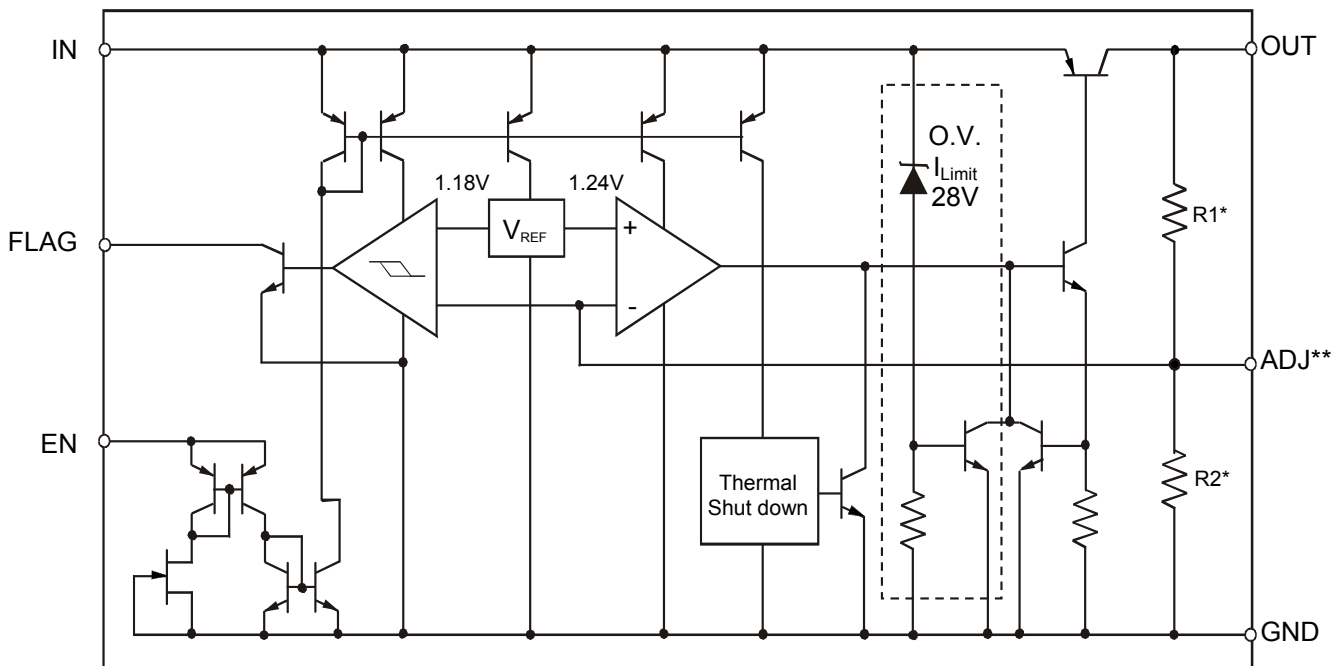 IN
OUT
O.V.
I_Limit
28V
1.18V
1.24V
R1*
FLAG
V_REF
+
-
ADJ**
EN
Thermal
Shut down
R2*
GND